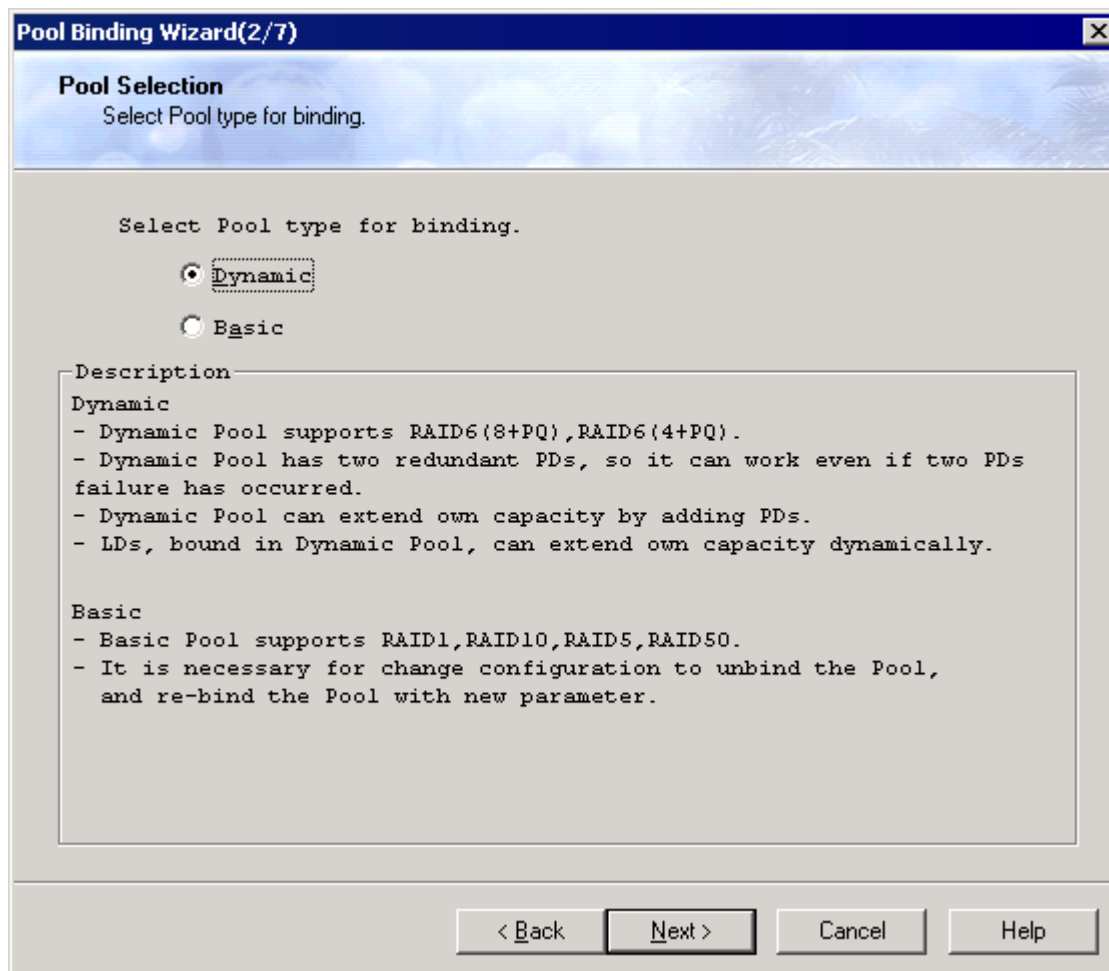 Pool Binding Wizard(2/7)
Pool Selection
Select Pool type for binding.
Select Pool type for binding.
Dynamic
Basic
Description
Dynamic
- Dynamic Pool supports RAID6(8+PQ),RAID6(4+PQ).
- Dynamic Pool has two redundant PDs, so it can work even if two PDs
failure has occurred.
- Dynamic Pool can extend own capacity by adding PDs.
- LDs, bound in Dynamic Pool, can extend own capacity dynamically.
Basic
- Basic Pool supports RAID1,RAID10,RAID5,RAID50.
- It is necessary for change configuration to unbind the Pool,
and re-bind the Pool with new parameter.
< Back Next > Cancel Help